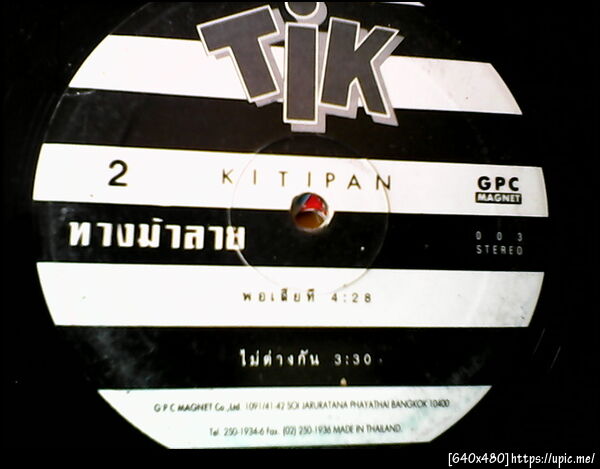 TiK
2 KITIPAN GPC
MAGNET
ทางม้าลาย
003
STEREO
พอเสียที 4:28
ไม่ต่างกัน 3:30
GPC MAGNET Co.,Ltd. 1091/41-42 SOI JARURATANA PHAYATHAI BANGKOK 10400
Tel. 250-1934-6 Fax. (02) 250-1936 MADE IN THAILAND.
[640x480]https://upic.me/